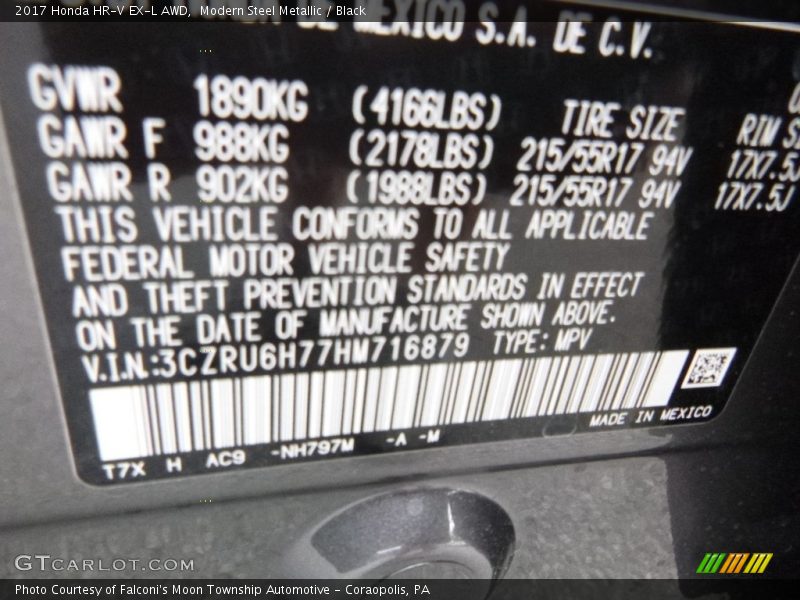 2017 Honda HR-V EX-L AWD, Modern Steel Metallic / Black
DE MEXICO S.A. DE C.V.
GVWR 1890KG (4166LBS) TIRE SIZE
GAWR F 988KG (2178LBS) 215/55R17 94V 17X7.5J
GAWR R 902KG (1988LBS) 215/55R17 94V 17X7.5J
THIS VEHICLE CONFORMS TO ALL APPLICABLE
FEDERAL MOTOR VEHICLE SAFETY
AND THEFT PREVENTION STANDARDS IN EFFECT
ON THE DATE OF MANUFACTURE SHOWN ABOVE.
V.I.N.:3CZRU6H77HM716879 TYPE: MPV
MADE IN MEXICO
T7X H AC9 -NH797M -A -M
GTCARLOT.COM
Photo Courtesy of Falconi's Moon Township Automotive - Coraopolis, PA